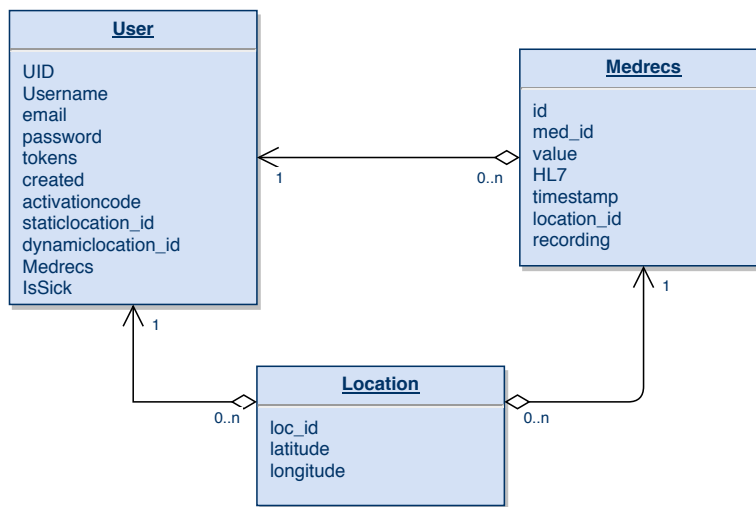 User
UID
Username
email
password
tokens
created
activationcode
staticlocation_id
dynamiclocation_id
Medrecs
IsSick
Medrecs
id
med_id
value
HL7
timestamp
location_id
recording
1
0..n
1
1
Location
0..n
0..n
loc_id
latitude
longitude